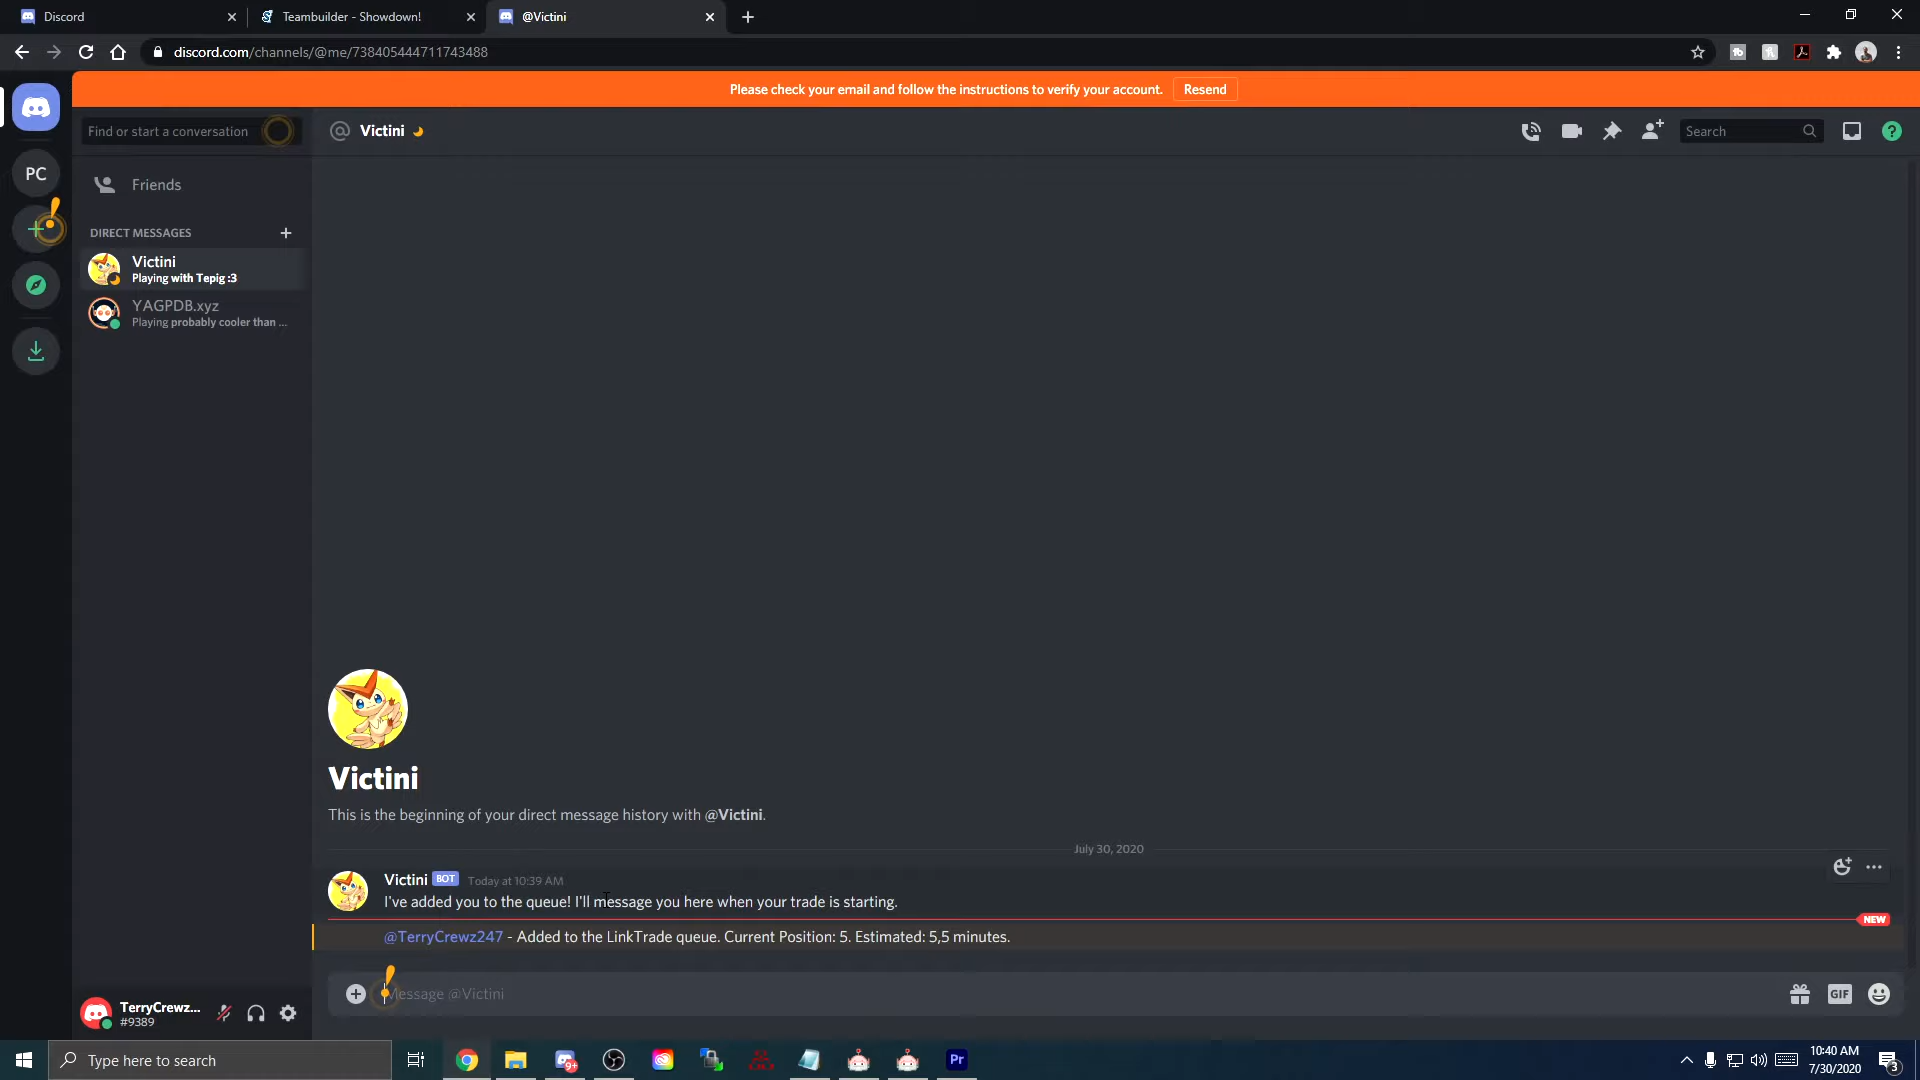 Discord
Teambuilder - Showdown!
@Victini
discord.com/channels/@me/738405444711743488
Please check your email and follow the instructions to verify your account.
Resend
Find or start a conversation
Victini
Search
PC
Friends
DIRECT MESSAGES
Victini
Playing with Tepig :3
YAGPDB.xyz
Playing probably cooler than ...
Victini
This is the beginning of your direct message history with @Victini.
July 30, 2020
Victini BOT Today at 10:39 AM
I've added you to the queue! I'll message you here when your trade is starting.
NEW
@TerryCrewz247 - Added to the LinkTrade queue. Current Position: 5. Estimated: 5,5 minutes.
Message @Victini
GIF
TerryCrewz...
#9389
Type here to search
9+
Pr
10:40 AM
7/30/2020
3